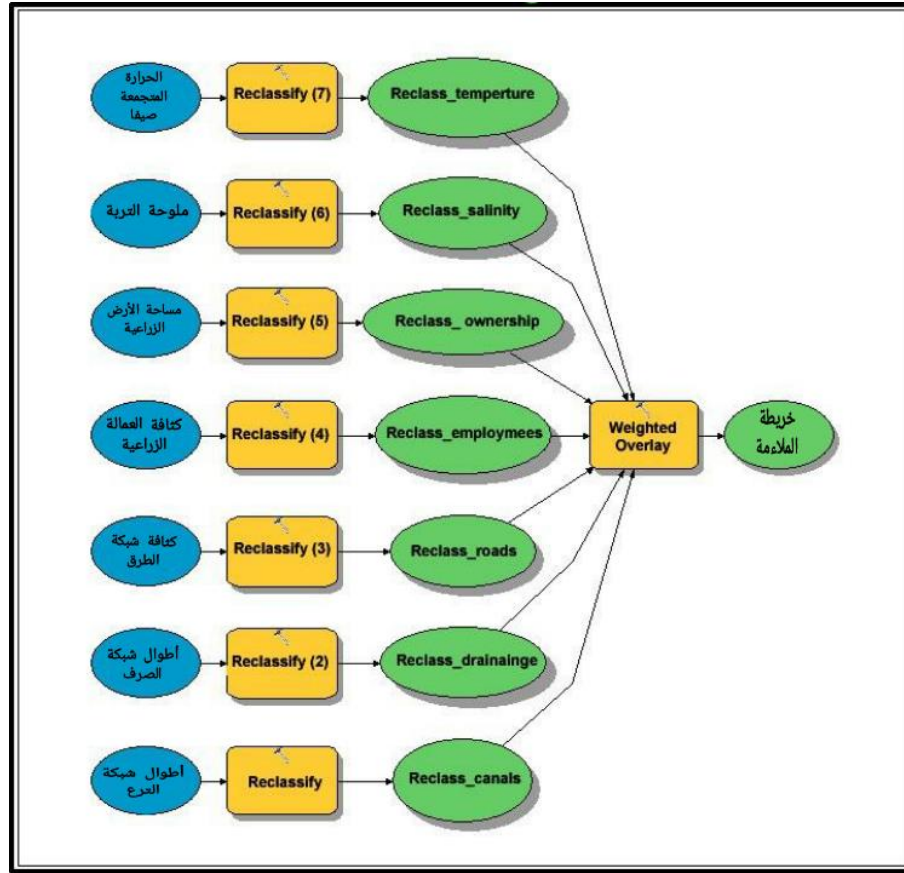 الحرارة
المتجمعة
صيفا
Reclassify (7)
Reclass_temperture
ملوحة التربة
Reclassify (6)
Reclass_salinity
مساحة الأرض
الزراعية
Reclassify (5)
Reclass_ ownership
كثافة العمالة
الزراعية
Reclassify (4)
Reclass_employmees
Weighted
Overlay
خريطة
الملاءمة
كثافة شبكة
الطرق
Reclassify (3)
Reclass_roads
أطوال شبكة
الصرف
Reclassify (2)
Reclass_drainainge
أطوال شبكة
الترع
Reclassify
Reclass_canals